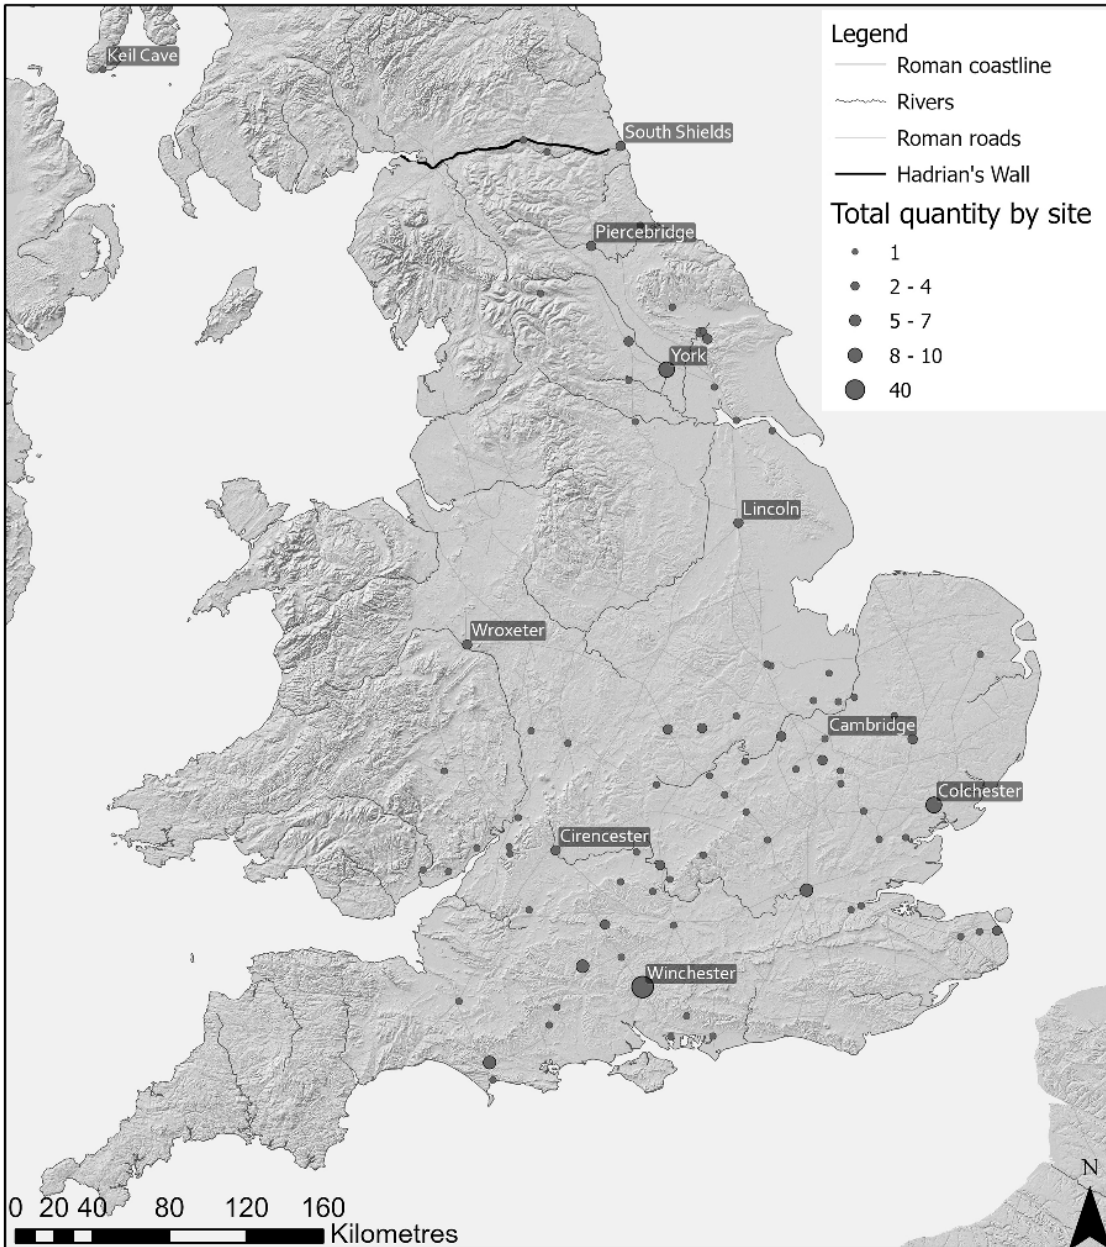 Keil Cave
South Shields
Piercebridge
York
Lincoln
Wroxeter
Cambridge
Colchester
Cirencester
Winchester
Legend
Roman coastline
Rivers
Roman roads
Hadrian's Wall
Total quantity by site
1
2 - 4
5 - 7
8 - 10
40
N
0 20 40 80 120 160
Kilometres